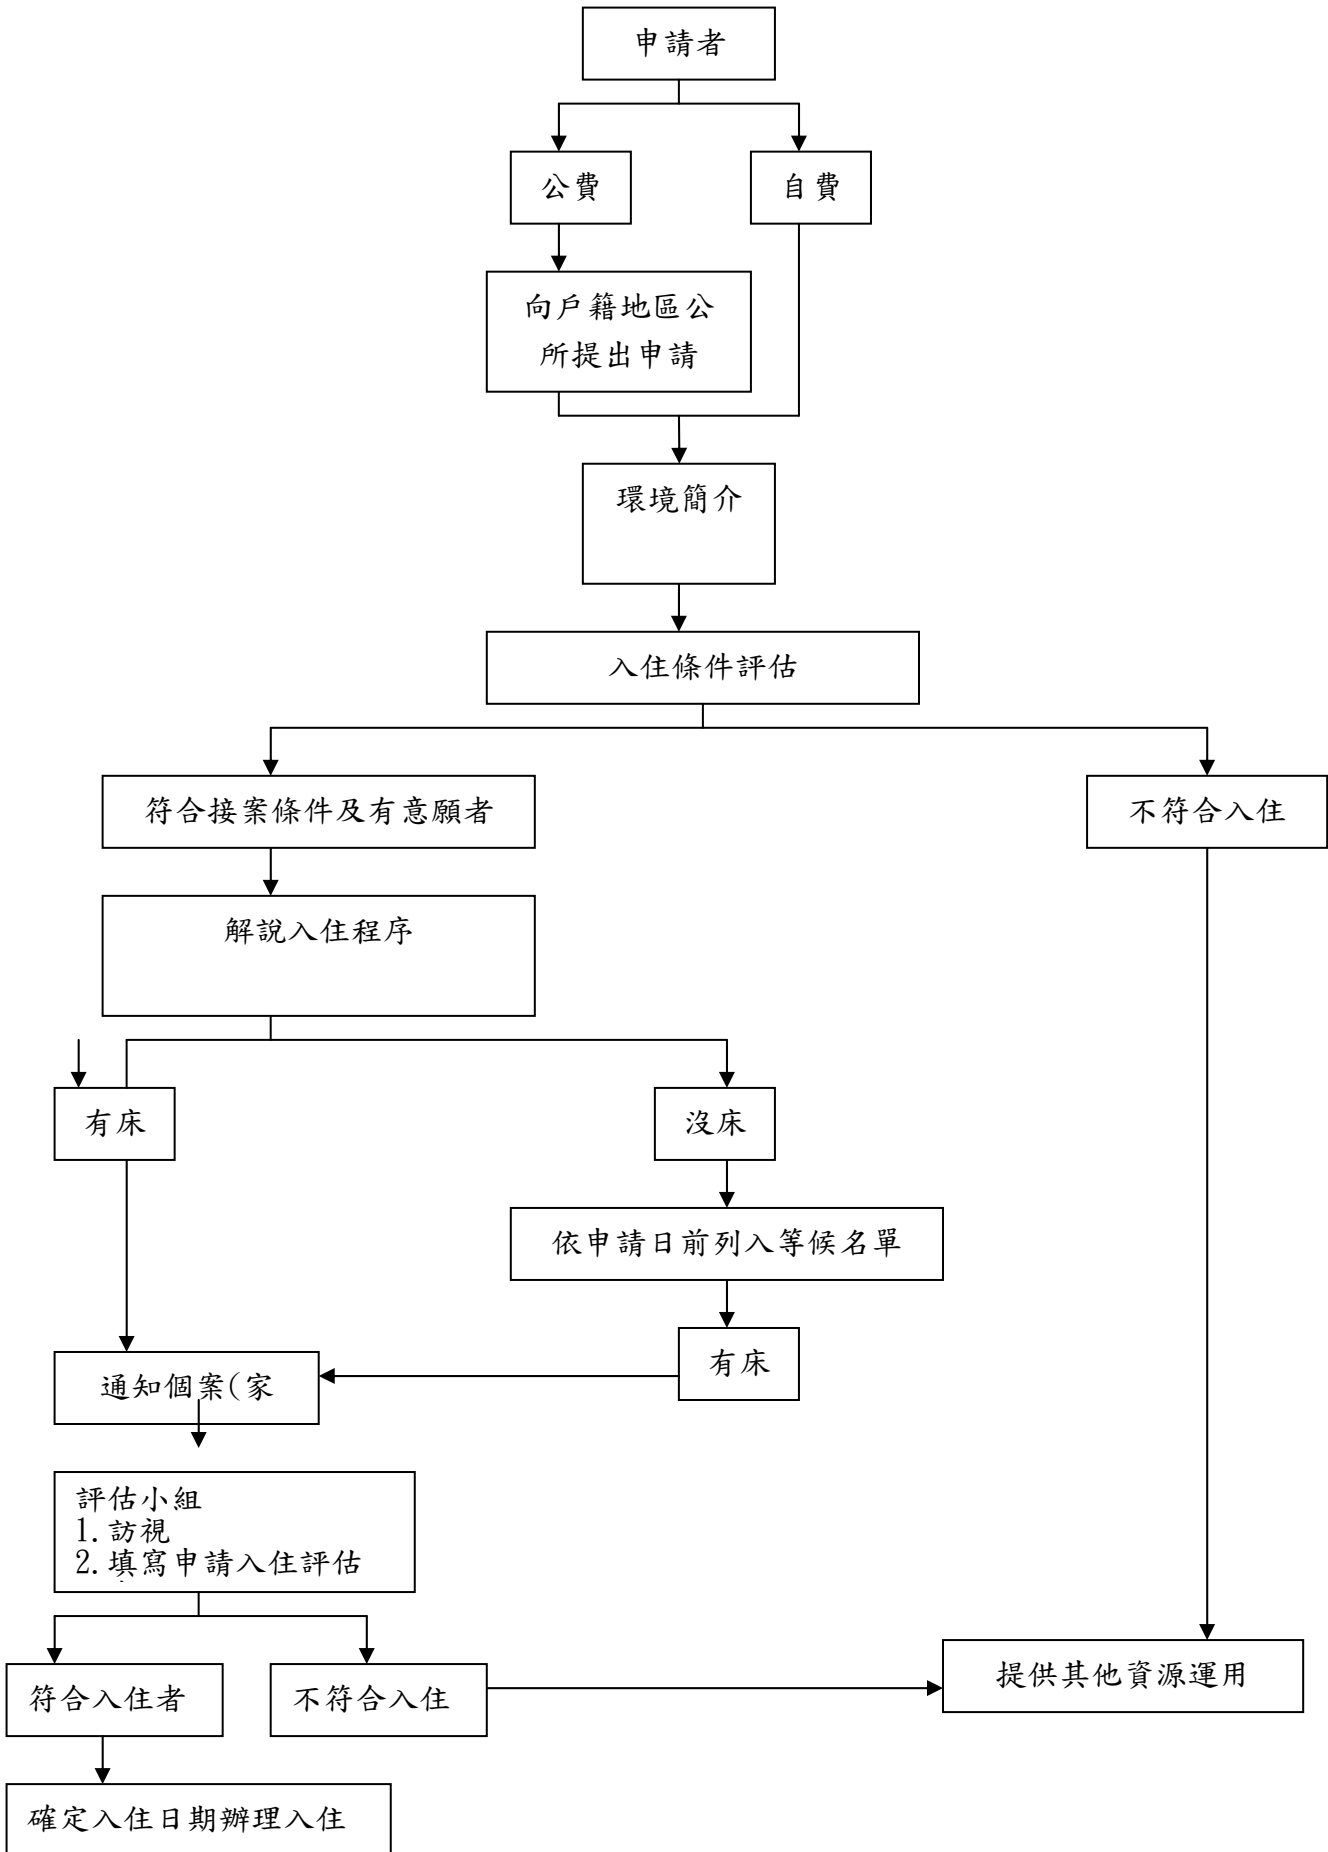 申請者
公費
自費
向戶籍地區公
所提出申請
環境簡介
入住條件評估
符合接案條件及有意願者
不符合入住
解說入住程序
有床
沒床
依申請日前列入等候名單
有床
通知個案(家
評估小組
1.訪視
2.填寫申請入住評估
符合入住者
不符合入住
提供其他資源運用
確定入住日期辦理入住